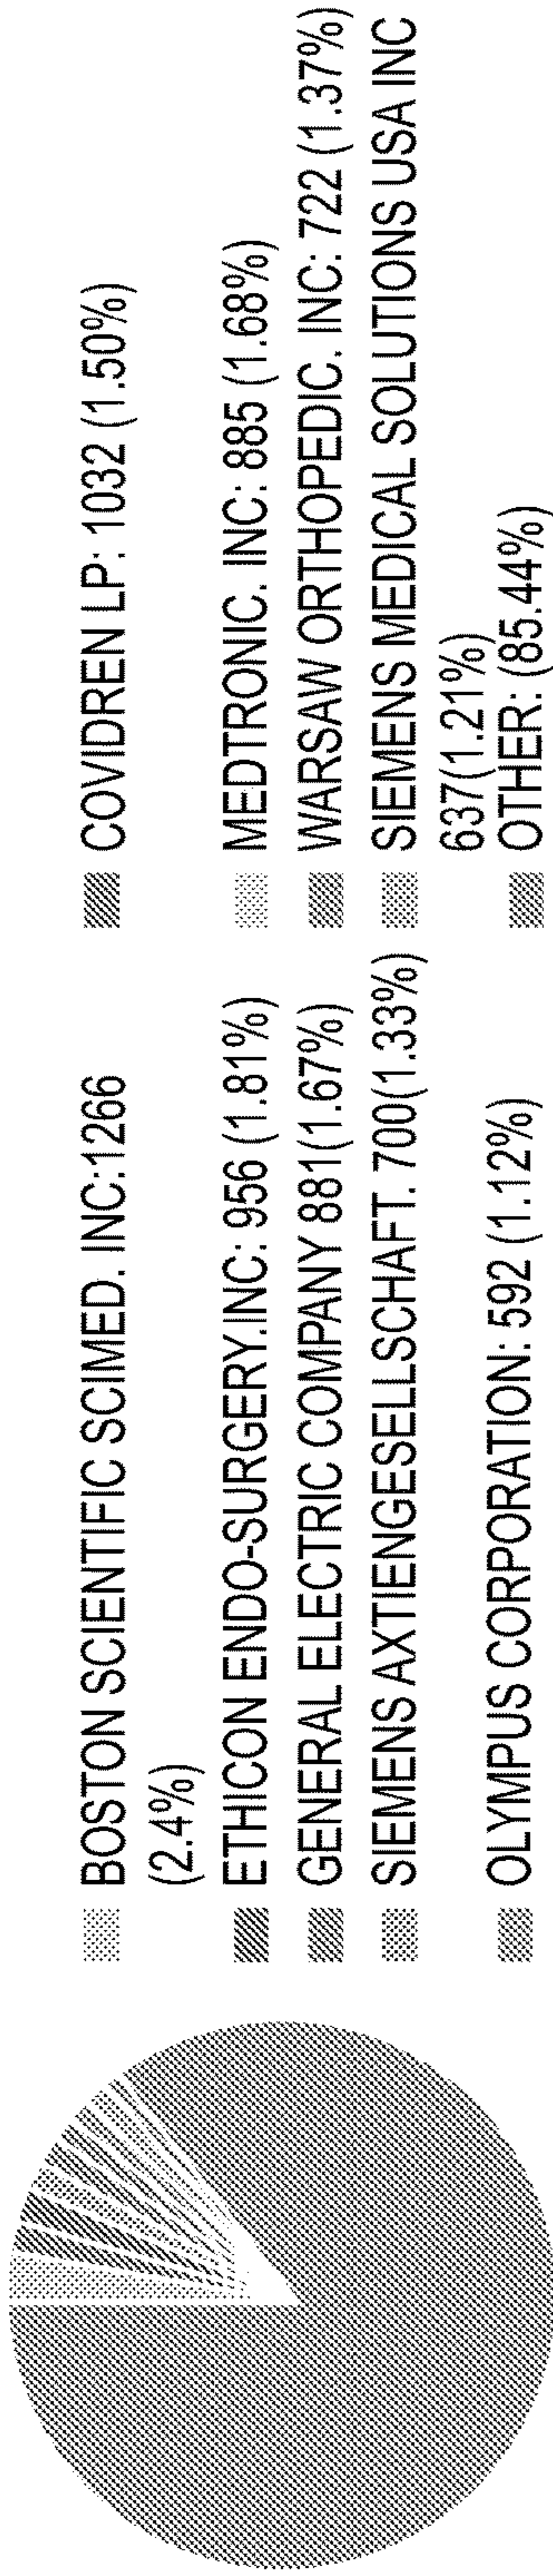 BOSTON SCIENTIFIC SCIMED. INC:1266
(2.4%)
COVIDREN LP: 1032 (1.50%)
ETHICON ENDO-SURGERY.INC: 956 (1.81%)
MEDTRONIC. INC: 885 (1.68%)
GENERAL ELECTRIC COMPANY 881(1.67%)
WARSAW ORTHOPEDIC. INC: 722 (1.37%)
SIEMENS AXTIENGESELLSCHAFT. 700(1.33%)
SIEMENS MEDICAL SOLUTIONS USA INC
637(1.21%)
OLYMPUS CORPORATION: 592 (1.12%)
OTHER: (85.44%)